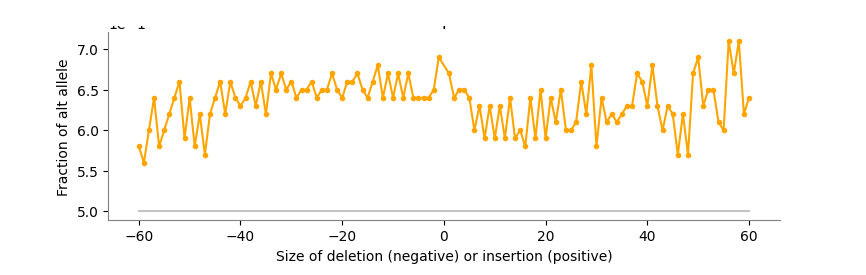 7.0
6.5
6.0
5.5
5.0
Fraction of alt allele
−60 −40 −20 0 20 40 60
Size of deletion (negative) or insertion (positive)